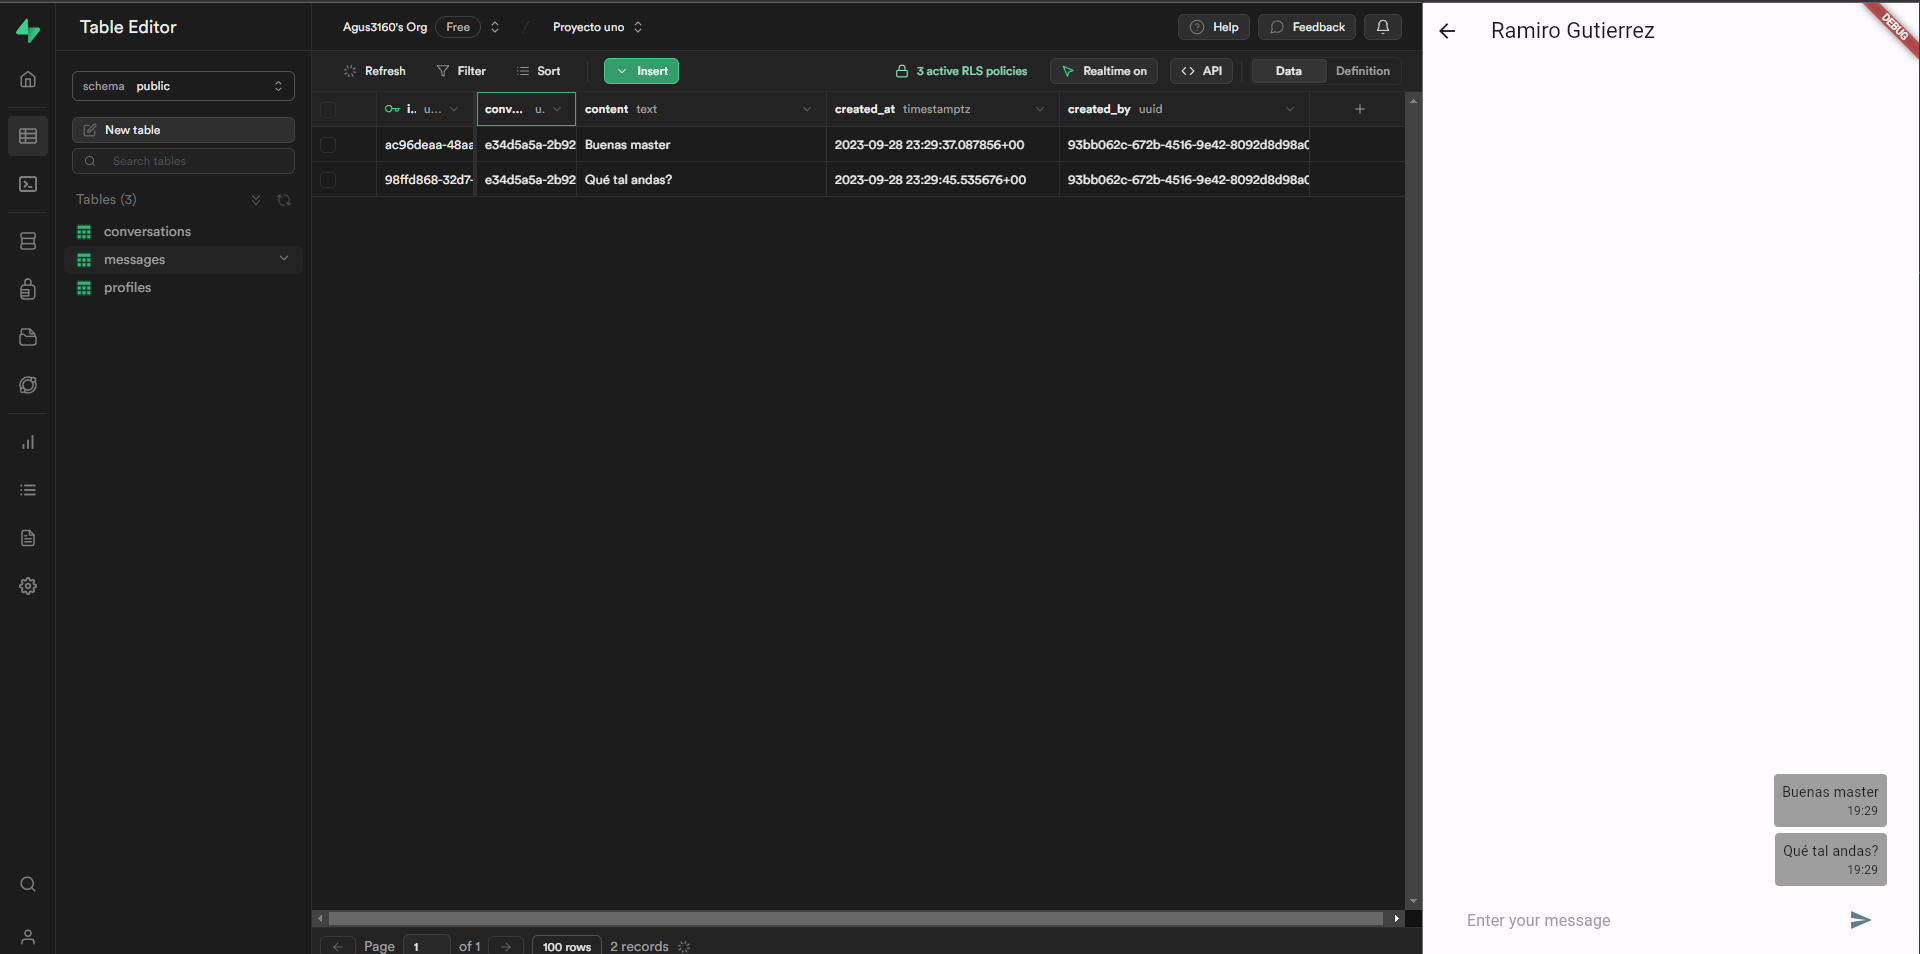 Table Editor
Agus3160's Org Free / Proyecto uno
Help Feedback
schema public
New table
Search tables
Tables (3)
conversations
messages
profiles
Refresh Filter Sort Insert 3 active RLS policies Realtime on API Data Definition
i.. u... conv... u. content text created_at timestamptz created_by uuid
ac96deaa-48aa e34d5a5a-2b92 Buenas master 2023-09-28 23:29:37.087856+00 93bb062c-672b-4516-9e42-8092d8d98a0
98ffd868-32d7- e34d5a5a-2b92 Qué tal andas? 2023-09-28 23:29:45.535676+00 93bb062c-672b-4516-9e42-8092d8d98a0
Page 1 of 1 100 rows 2 records
Ramiro Gutierrez
DEBUG
Buenas master
19:29
Qué tal andas?
19:29
Enter your message